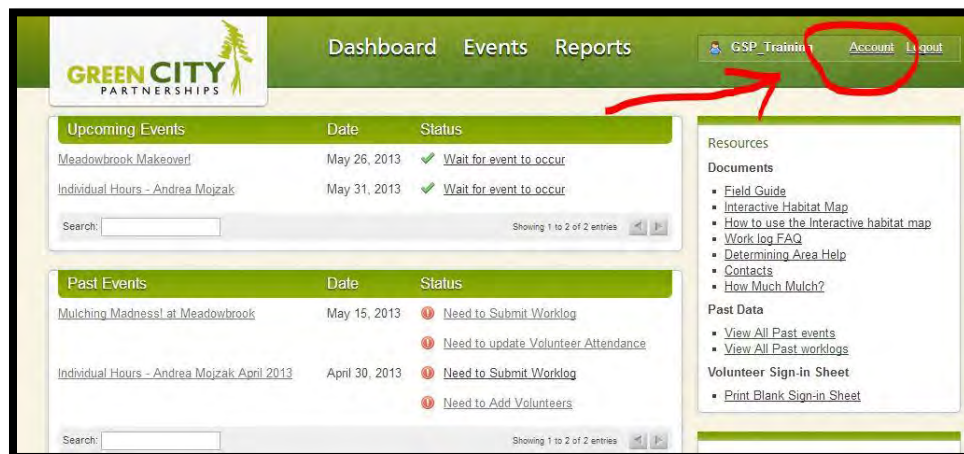 GREEN CITY
PARTNERSHIPS
Dashboard Events Reports
GSP_Training Account Logout
Upcoming Events Date Status
Meadowbrook Makeover! May 26, 2013 Wait for event to occur
Individual Hours - Andrea Mojzak May 31, 2013 Wait for event to occur
Search: Showing 1 to 2 of 2 entries
Past Events Date Status
Mulching Madness! at Meadowbrook May 15, 2013 Need to Submit Worklog
Need to update Volunteer Attendance
Individual Hours - Andrea Mojzak April 2013 April 30, 2013 Need to Submit Worklog
Need to Add Volunteers
Search: Showing 1 to 2 of 2 entries
Resources
Documents
Field Guide
Interactive Habitat Map
How to use the Interactive habitat map
Work log FAQ
Determining Area Help
Contacts
How Much Mulch?
Past Data
View All Past events
View All Past worklogs
Volunteer Sign-in Sheet
Print Blank Sign-in Sheet